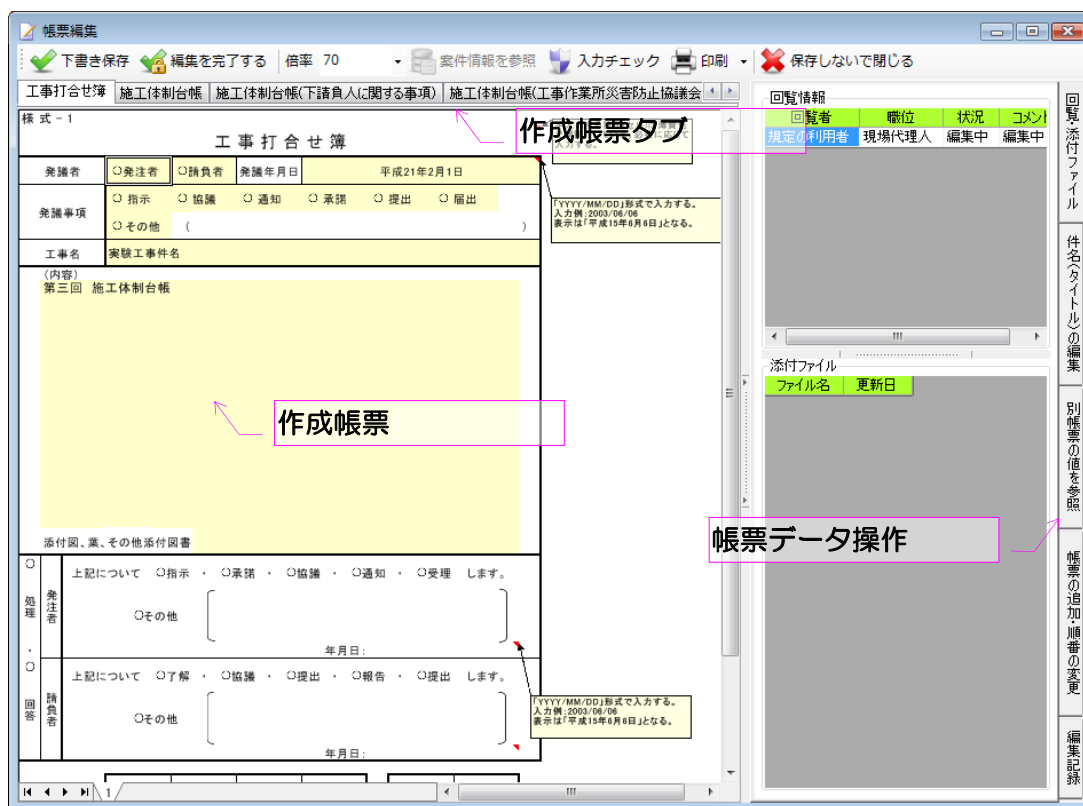 帳票編集
下書き保存 編集を完了する 倍率 70 案件情報を参照 入力チェック 印刷 保存しないで閉じる
工事打合せ簿 施工体制台帳 施工体制台帳(下請負人に関する事項) 施工体制台帳(工事作業所災害防止協議会
作成帳票タブ
様 式 - 1
工 事 打 合 せ 簿
入力する。
発議者 発注者 請負者 発議年月日 平成21年2月1日
発議事項 指示 協議 通知 承諾 提出 届出
その他 ( )
「YYYY/MM/DD」形式で入力する。
入力例:2003/06/06
表示は「平成15年6月6日」となる。
工事名 実験工事件名
(内容)
第三回 施工体制台帳
作成帳票
添付図、葉、その他添付図書
処理 ・ 回答
発注者
上記について 指示 ・ 承諾 ・ 協議 ・ 通知 ・ 受理 します。
その他
年月日:
請負者
上記について 了解 ・ 協議 ・ 提出 ・ 報告 ・ 提出 します。
その他
年月日:
「YYYY/MM/DD」形式で入力する。
入力例:2003/06/06
表示は「平成15年6月6日」となる。
1
回覧情報
回覧者 職位 状況 コメント
規定の利用者 現場代理人 編集中 編集中
添付ファイル
ファイル名 更新日
帳票データ操作
回覧・添付ファイル
件名(タイトル)の編集
別帳票の値を参照
帳票の追加・順番の変更
編集記録